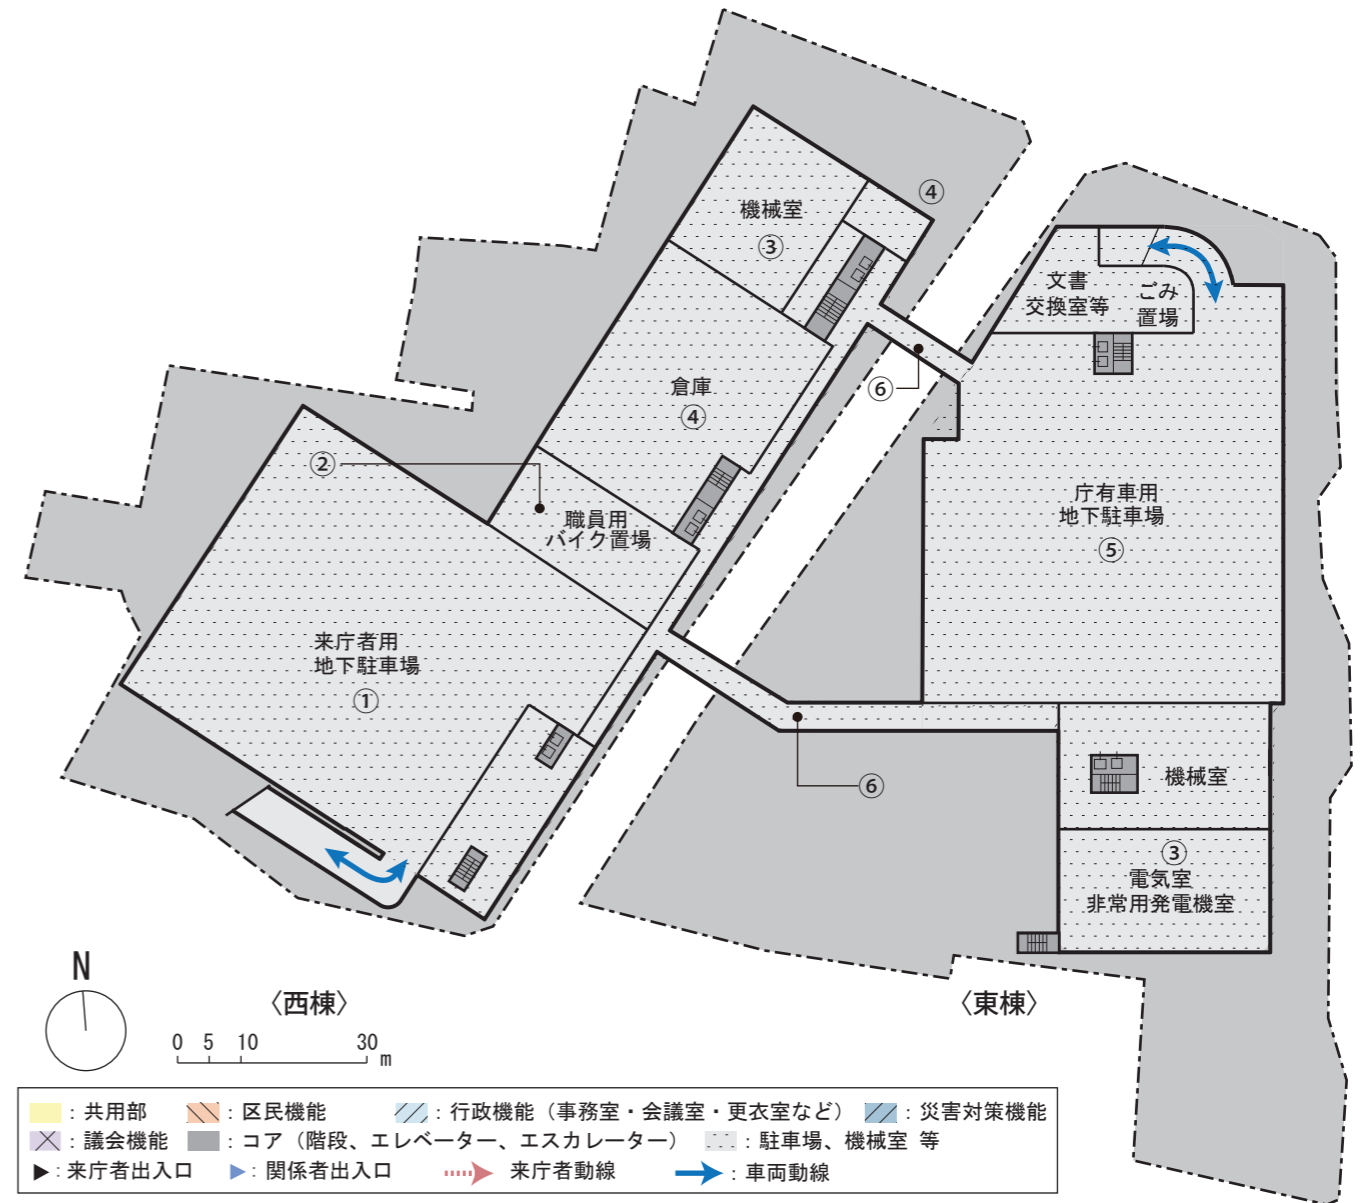 機械室
③
④
文書
交換室等
ごみ
置場
⑥
倉庫
④
②
職員用
バイク置場
庁有車用
地下駐車場
⑤
来庁者用
地下駐車場
①
⑥
機械室
③
電気室
非常用発電機室
N
〈西棟〉
〈東棟〉
0 5 10 30 m
：共用部 ：区民機能 ：行政機能（事務室・会議室・更衣室など） ：災害対策機能
：議会機能 ：コア（階段、エレベーター、エスカレーター） ：駐車場、機械室 等
▶：来庁者出入口 ▶：関係者出入口 来庁者動線 ：車両動線